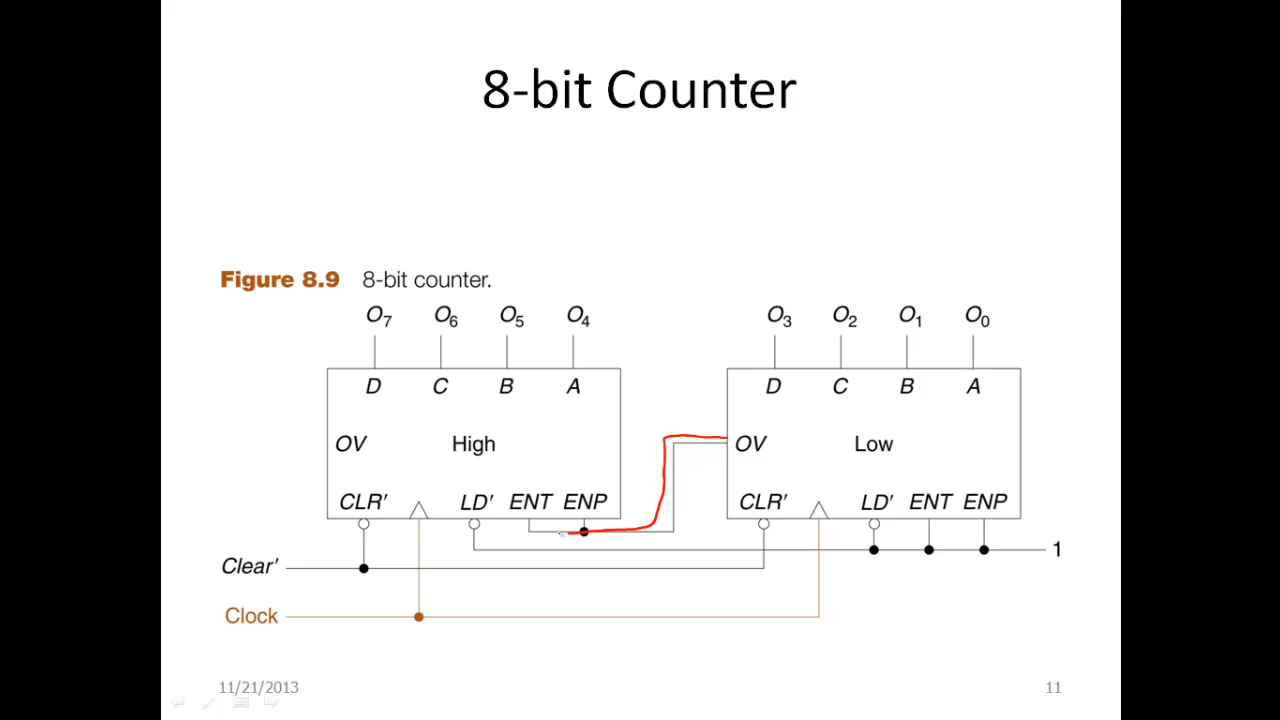 8-bit Counter
Figure 8.9 8-bit counter.
O7 O6 O5 O4 O3 O2 O1 O0
D C B A D C B A
OV High OV Low
CLR' LD' ENT ENP CLR' LD' ENT ENP
1
Clear'
Clock
11/21/2013 11